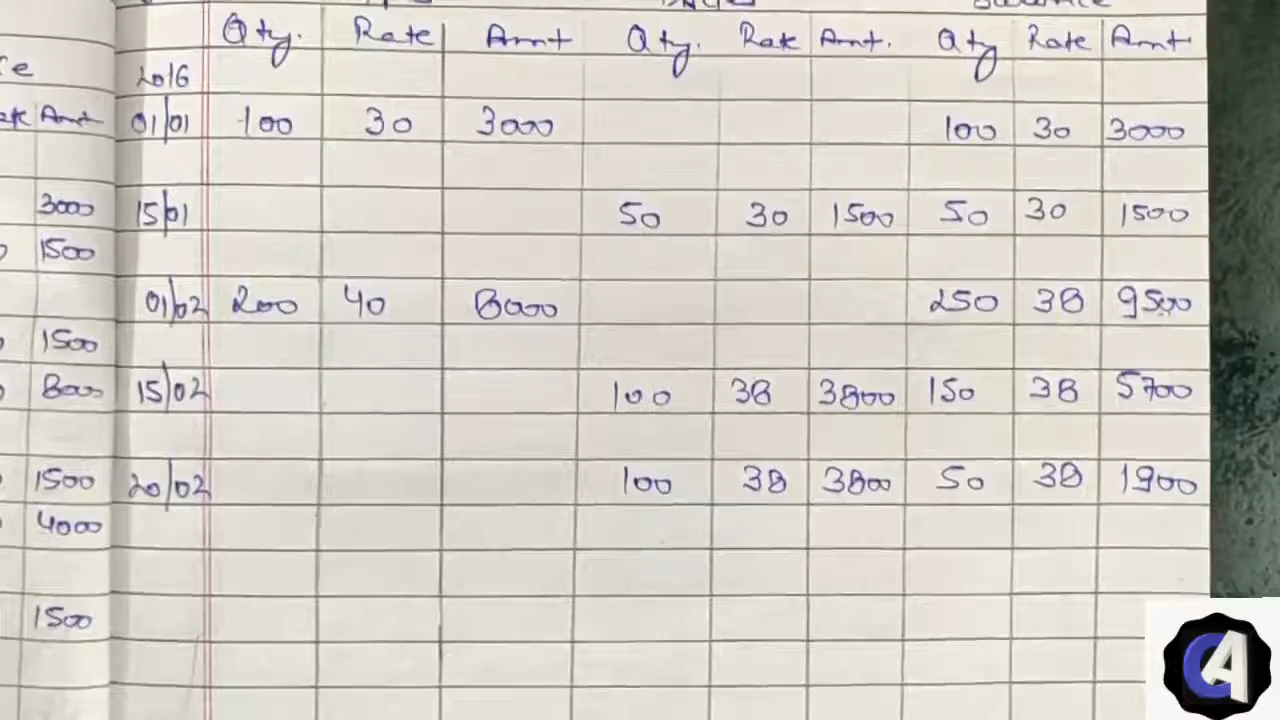 Qty. Rate Amt Qty. Rate Amt. Qty Rate Amt.
2016
Amt 01/01 100 30 3000 100 30 3000
3000 15/01 50 30 1500 50 30 1500
1500
01/02 200 40 8000 250 38 9500
1500
8000 15/02 100 38 3800 150 38 5700
1500 20/02 100 38 3800 50 38 1900
4000
1500
CA